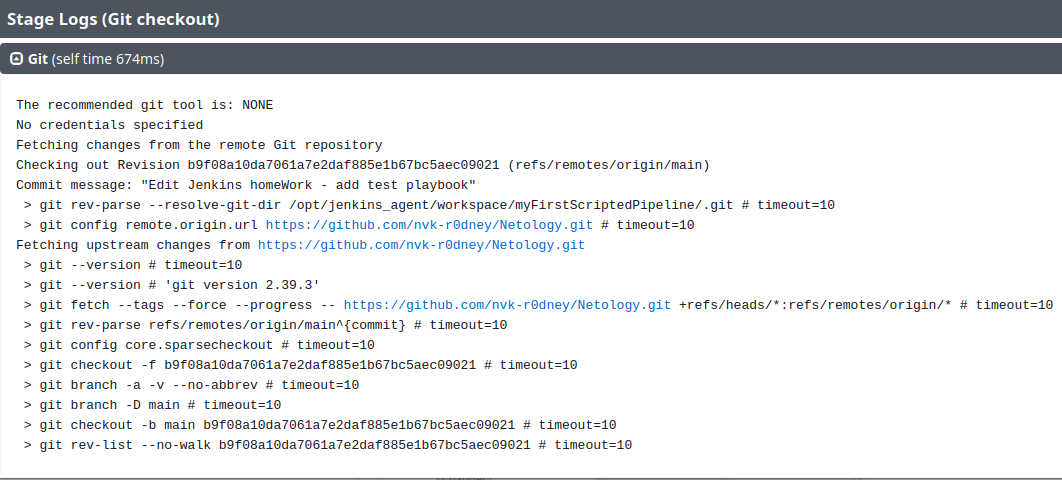 Stage Logs (Git checkout)
Git (self time 674ms)
The recommended git tool is: NONE
No credentials specified
Fetching changes from the remote Git repository
Checking out Revision b9f08a10da7061a7e2daf885e1b67bc5aec09021 (refs/remotes/origin/main)
Commit message: "Edit Jenkins homeWork - add test playbook"
> git rev-parse --resolve-git-dir /opt/jenkins_agent/workspace/myFirstScriptedPipeline/.git # timeout=10
> git config remote.origin.url https://github.com/nvk-r0dney/Netology.git # timeout=10
Fetching upstream changes from https://github.com/nvk-r0dney/Netology.git
> git --version # timeout=10
> git --version # 'git version 2.39.3'
> git fetch --tags --force --progress -- https://github.com/nvk-r0dney/Netology.git +refs/heads/*:refs/remotes/origin/* # timeout=10
> git rev-parse refs/remotes/origin/main^{commit} # timeout=10
> git config core.sparsecheckout # timeout=10
> git checkout -f b9f08a10da7061a7e2daf885e1b67bc5aec09021 # timeout=10
> git branch -a -v --no-abbrev # timeout=10
> git branch -D main # timeout=10
> git checkout -b main b9f08a10da7061a7e2daf885e1b67bc5aec09021 # timeout=10
> git rev-list --no-walk b9f08a10da7061a7e2daf885e1b67bc5aec09021 # timeout=10